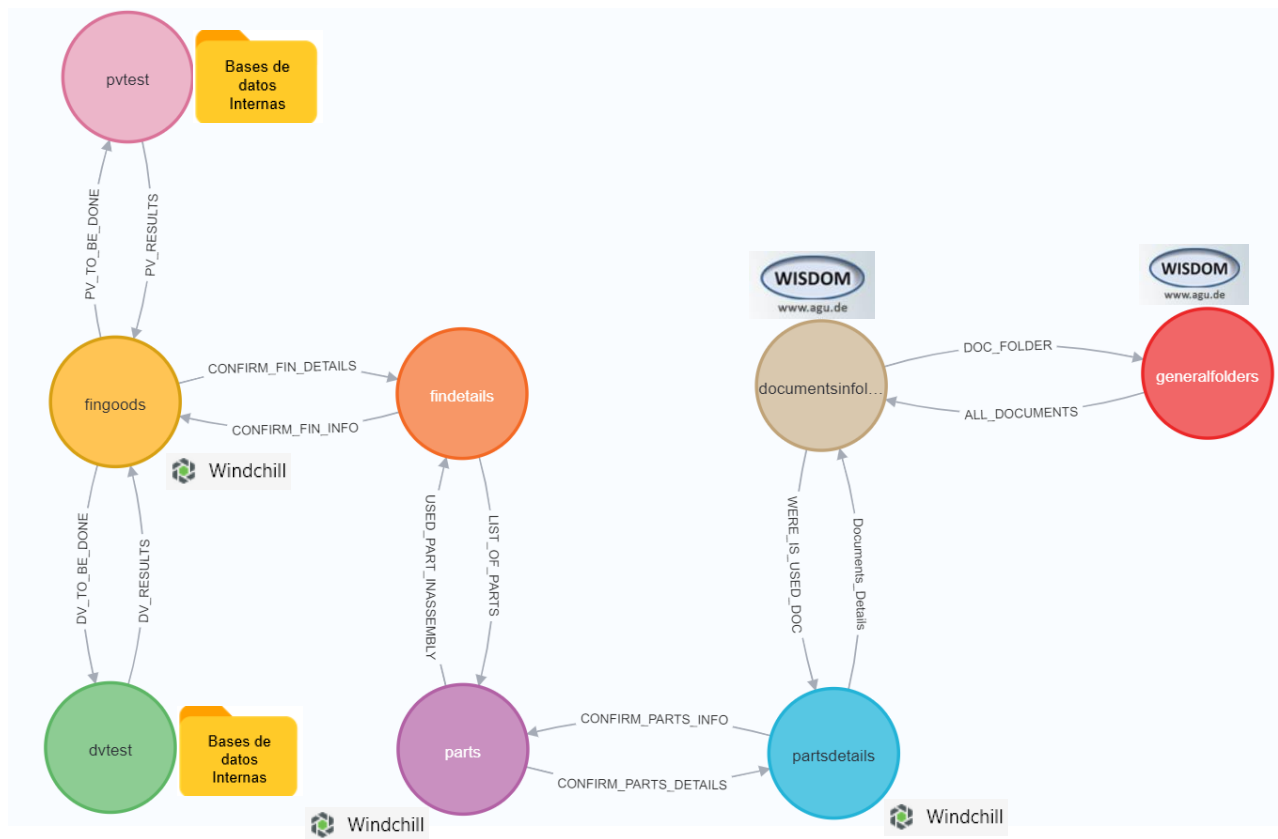 pvtest
Bases de
datos
Internas
PV_TO_BE_DONE
PV_RESULTS
WISDOM
www.agu.de
WISDOM
www.agu.de
DOC_FOLDER
generalfolders
documentsinfol...
ALL_DOCUMENTS
CONFIRM_FIN_DETAILS
findetails
fingoods
CONFIRM_FIN_INFO
Windchill
DV_TO_BE_DONE
DV_RESULTS
USED_PART_INASSEMBLY
LIST_OF_PARTS
WERE_IS_USED_DOC
Documents_Details
dvtest
Bases de
datos
Internas
CONFIRM_PARTS_INFO
parts
partsdetails
CONFIRM_PARTS_DETAILS
Windchill
Windchill